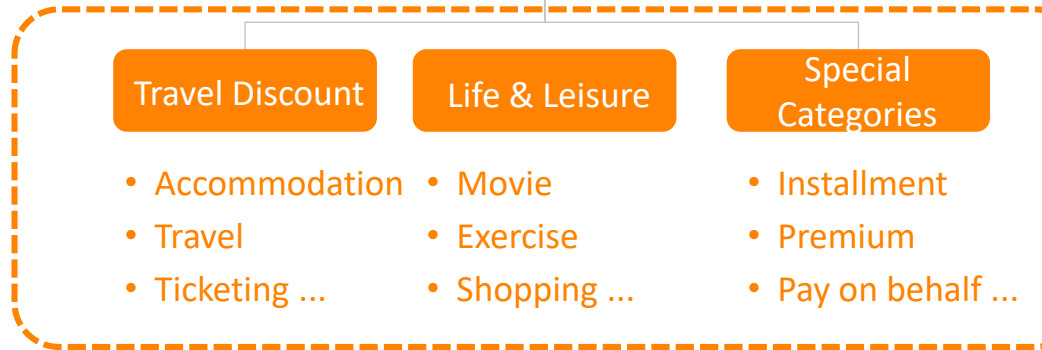 Travel Discount
• Accommodation
• Travel
• Ticketing ...
Life & Leisure
• Movie
• Exercise
• Shopping ...
Special
Categories
• Installment
• Premium
• Pay on behalf ...